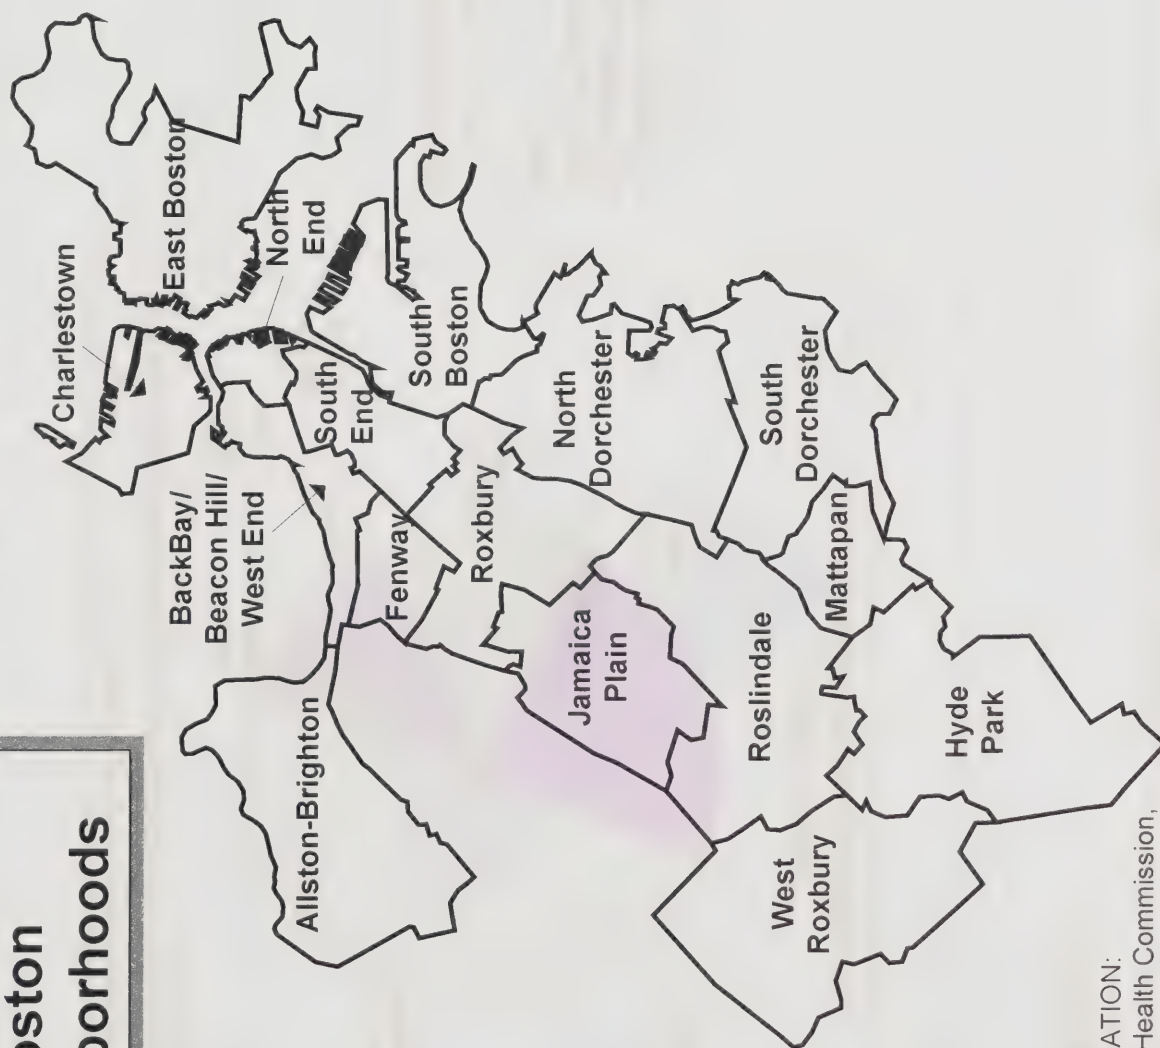 oston
orhoods
Charlestown
East Boston
North
End
BackBay/
Beacon Hill/
West End
South
End
South
Boston
Allston-Brighton
Fenway
Roxbury
North
Dorchester
Jamaica
Plain
South
Dorchester
Roslindale
Mattapan
West
Roxbury
Hyde
Park
ATION:
Health Commission,